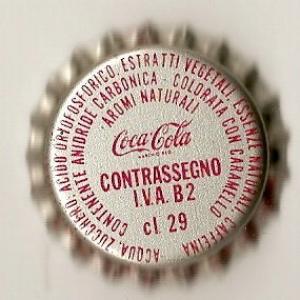 ACQUA, ZUCCHERO, ACIDO ORTOFOSFORICO, ESTRATTI VEGETALI, ESSENZE NATURALI, CAFFEINA
CONTENENTE ANIDRIDE CARBONICA - COLORATA CON CARAMELLO
- AROMI NATURALI -
Coca-Cola
CONTRASSEGNO
I.V.A. B2
cl 29